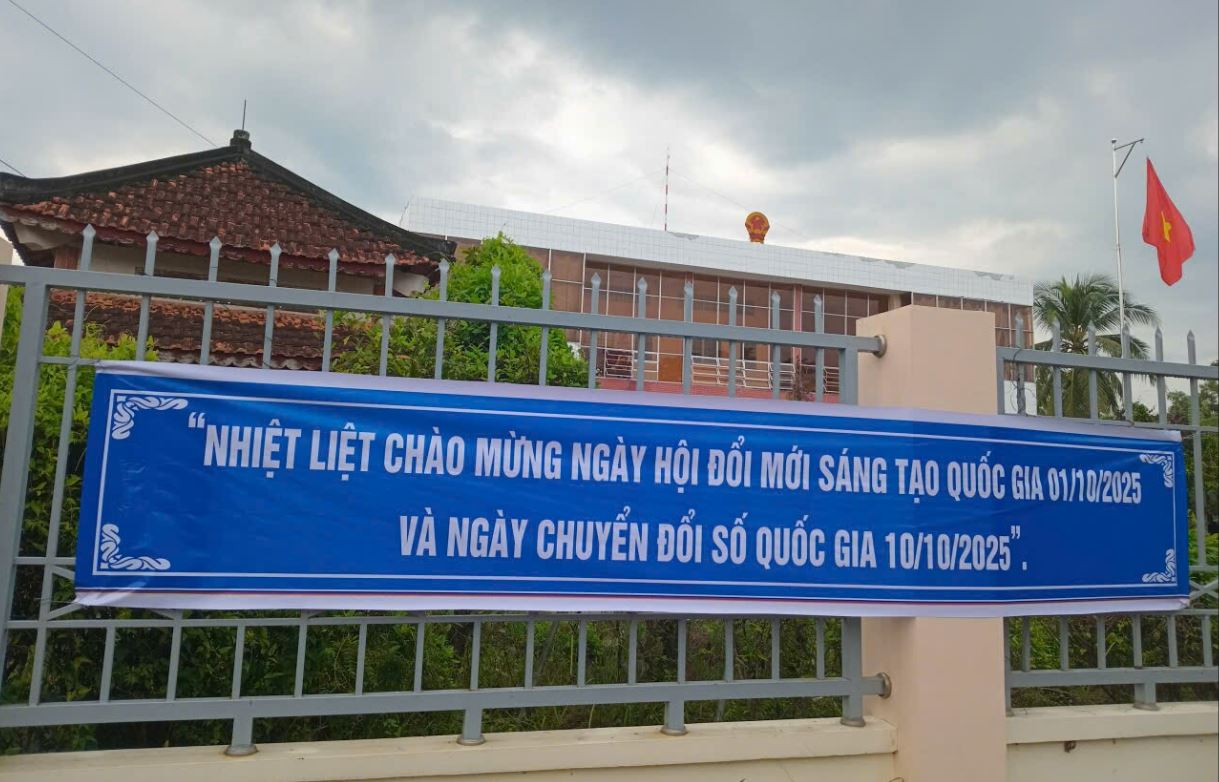 “NHIỆT LIỆT CHÀO MỪNG NGÀY HỘI ĐỔI MỚI SÁNG TẠO QUỐC GIA 01/10/2025
VÀ NGÀY CHUYỂN ĐỔI SỐ QUỐC GIA 10/10/2025”.